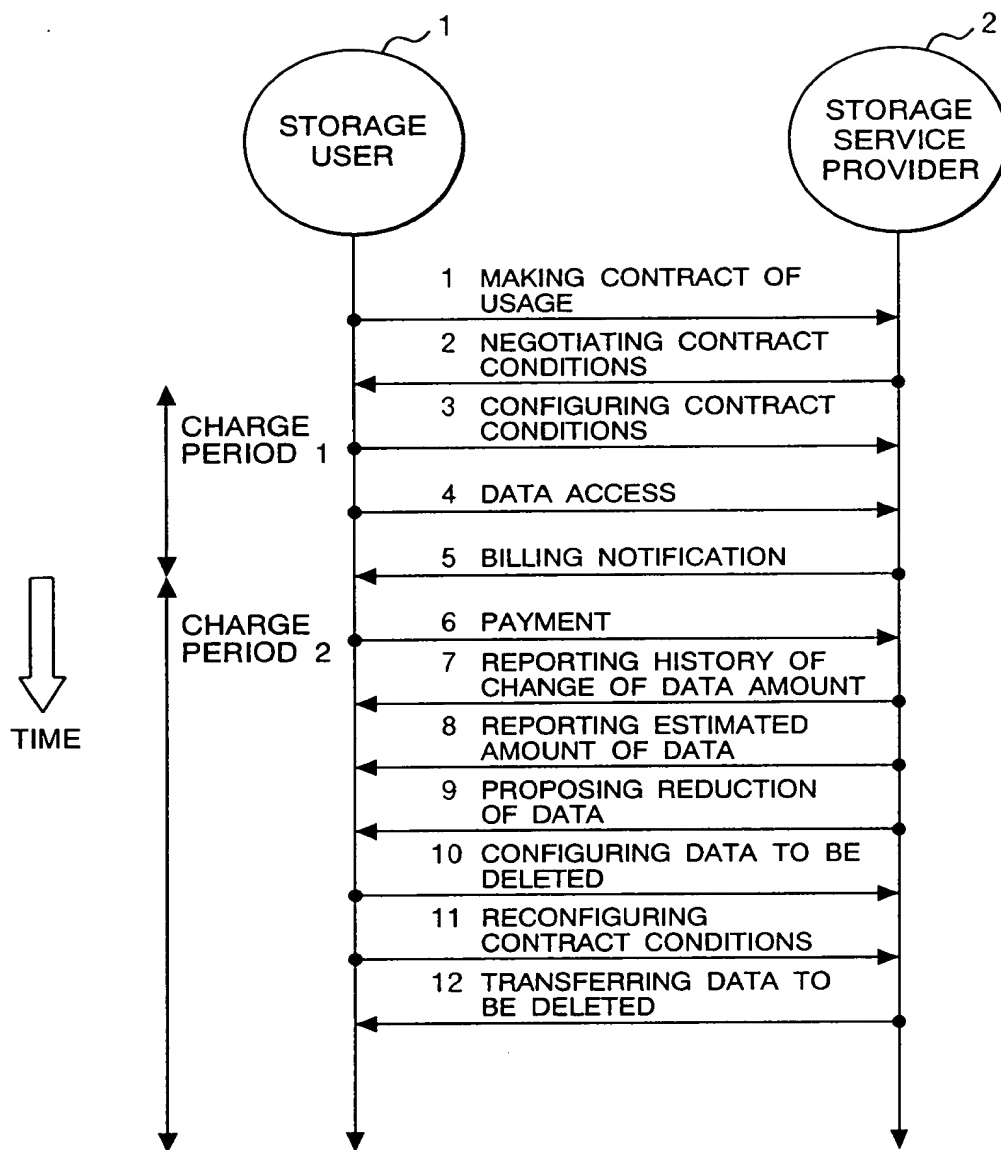 1
2
STORAGE
USER
STORAGE
SERVICE
PROVIDER
1 MAKING CONTRACT OF
USAGE
2 NEGOTIATING CONTRACT
CONDITIONS
3 CONFIGURING CONTRACT
CONDITIONS
CHARGE
PERIOD 1
4 DATA ACCESS
5 BILLING NOTIFICATION
CHARGE
PERIOD 2
6 PAYMENT
7 REPORTING HISTORY OF
CHANGE OF DATA AMOUNT
TIME
8 REPORTING ESTIMATED
AMOUNT OF DATA
9 PROPOSING REDUCTION
OF DATA
10 CONFIGURING DATA TO BE
DELETED
11 RECONFIGURING
CONTRACT CONDITIONS
12 TRANSFERRING DATA TO
BE DELETED